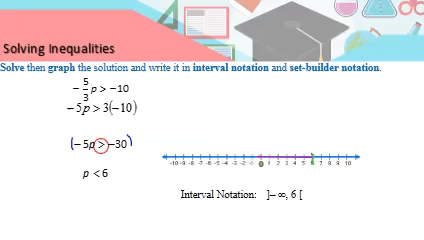 Solving Inequalities
Solve then graph the solution and write it in interval notation and set-builder notation.
− 5/3 p > −10
−5p > 3(−10)
(−5p > −30)
p < 6
-10 -9 -8 -7 -6 -5 -4 -3 -2 -1 0 1 2 3 4 5 6 7 8 9 10
Interval Notation: ]− ∞, 6 [